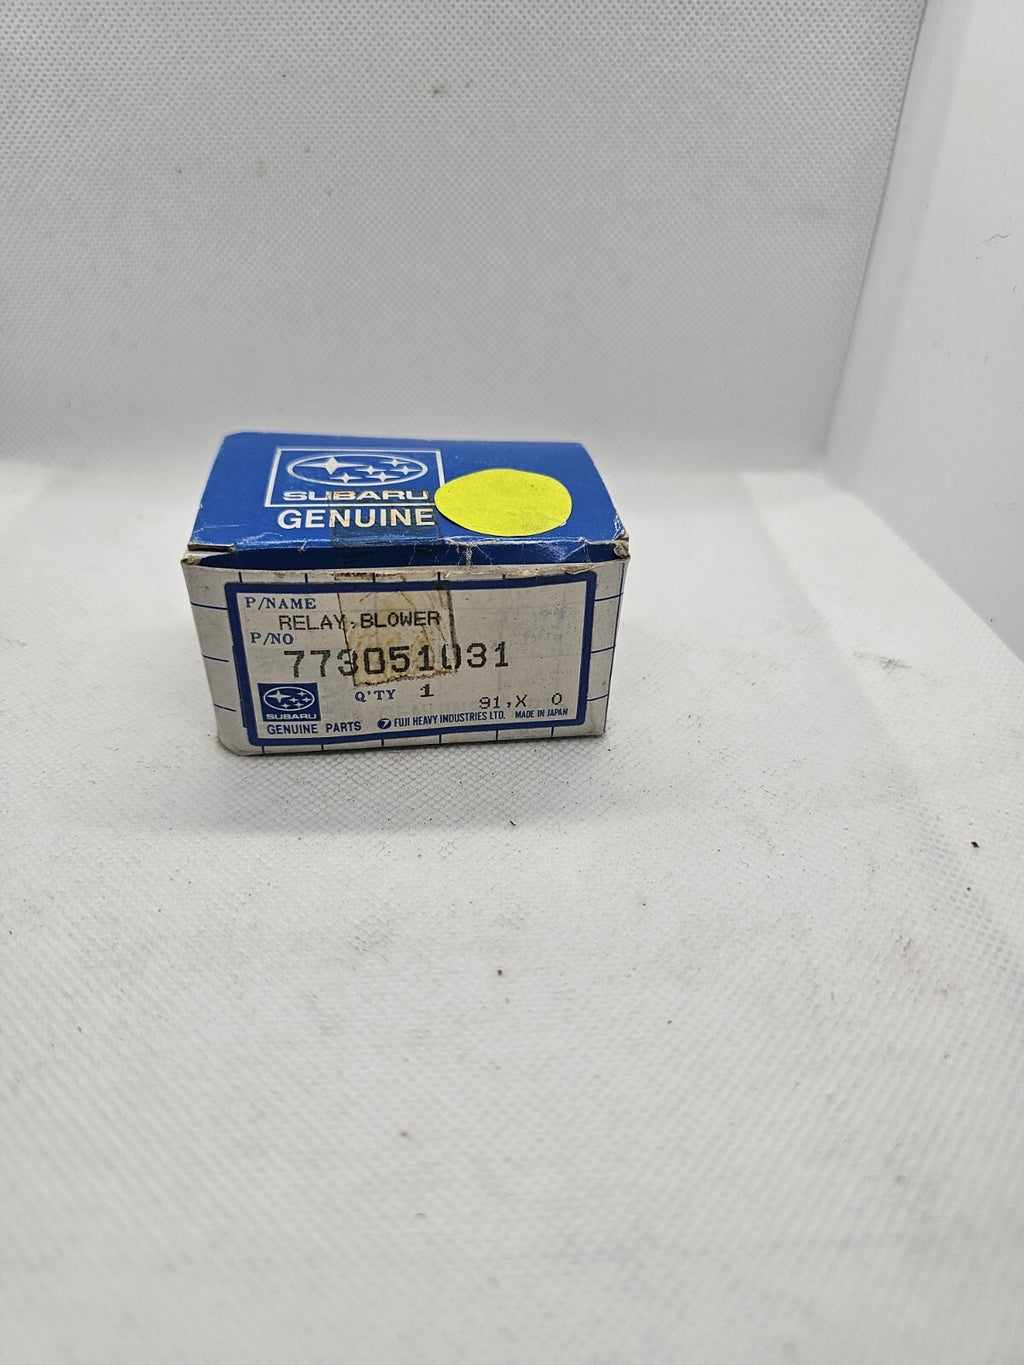 SUBARU
GENUINE
P/NAME
RELAY,BLOWER
P/NO
773051031
Q'TY 1
91,X 0
SUBARU
GENUINE PARTS
FUJI HEAVY INDUSTRIES LTD. MADE IN JAPAN